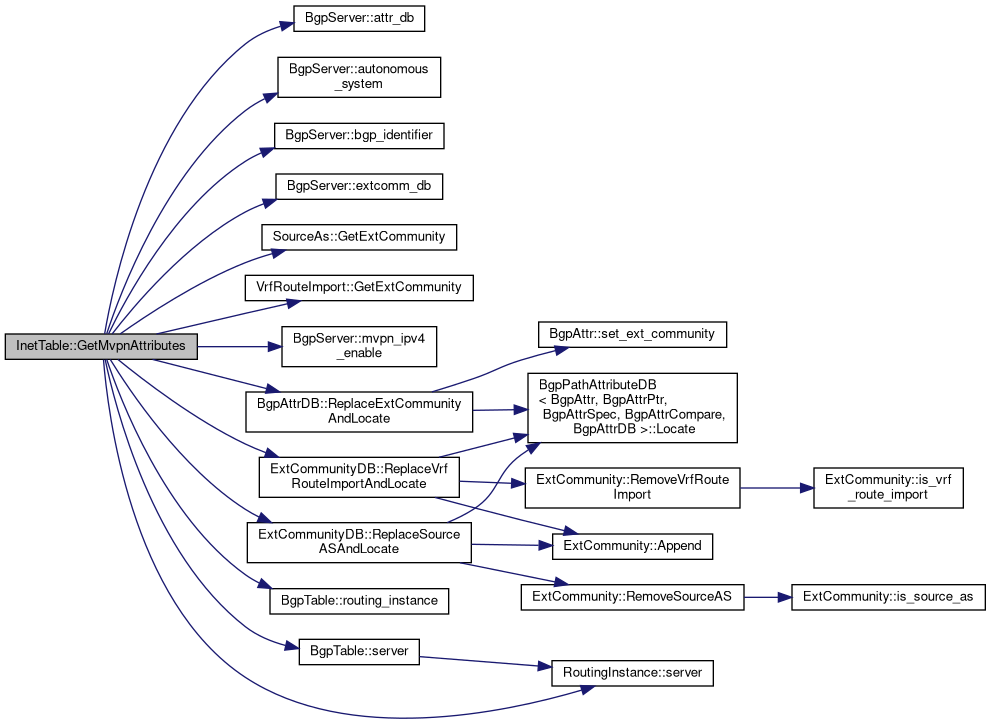 BgpServer::attr_db
BgpServer::autonomous
_system
BgpServer::bgp_identifier
BgpServer::extcomm_db
SourceAs::GetExtCommunity
VrfRouteImport::GetExtCommunity
InetTable::GetMvpnAttributes
BgpServer::mvpn_ipv4
_enable
BgpAttr::set_ext_community
BgpAttrDB::ReplaceExtCommunity
AndLocate
BgpPathAttributeDB
< BgpAttr, BgpAttrPtr,
BgpAttrSpec, BgpAttrCompare,
BgpAttrDB >::Locate
ExtCommunityDB::ReplaceVrf
RouteImportAndLocate
ExtCommunity::RemoveVrfRoute
Import
ExtCommunity::is_vrf
_route_import
ExtCommunityDB::ReplaceSource
ASAndLocate
ExtCommunity::Append
ExtCommunity::RemoveSourceAS
ExtCommunity::is_source_as
BgpTable::routing_instance
BgpTable::server
RoutingInstance::server